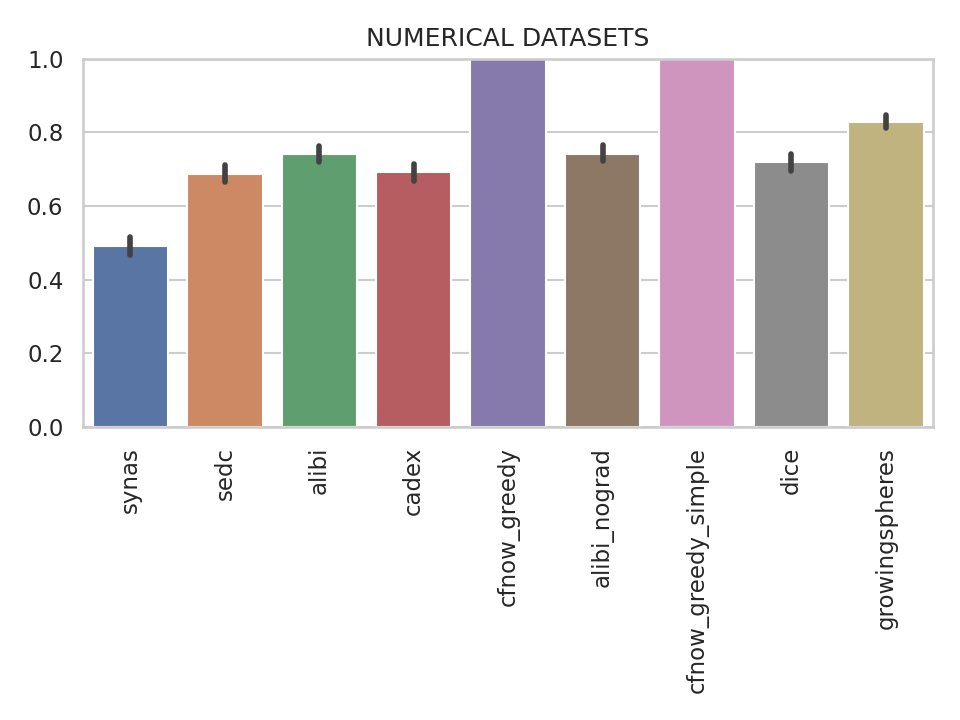 NUMERICAL DATASETS
1.0
0.8
0.6
0.4
0.2
0.0
synas
sedc
alibi
cadex
cfnow_greedy
alibi_nograd
cfnow_greedy_simple
dice
growingspheres